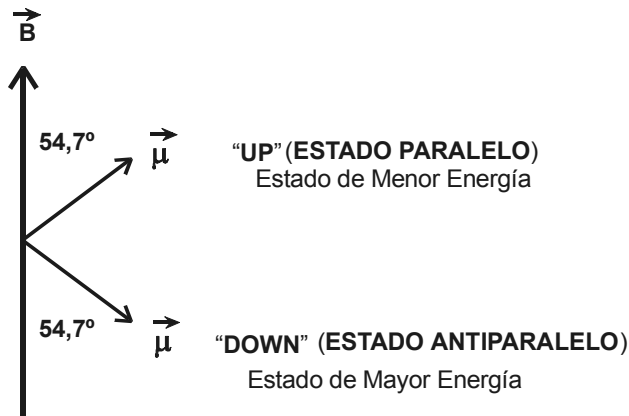 B
54,7º
μ
“UP” (ESTADO PARALELO)
Estado de Menor Energía
54,7º
μ
“DOWN” (ESTADO ANTIPARALELO)
Estado de Mayor Energía